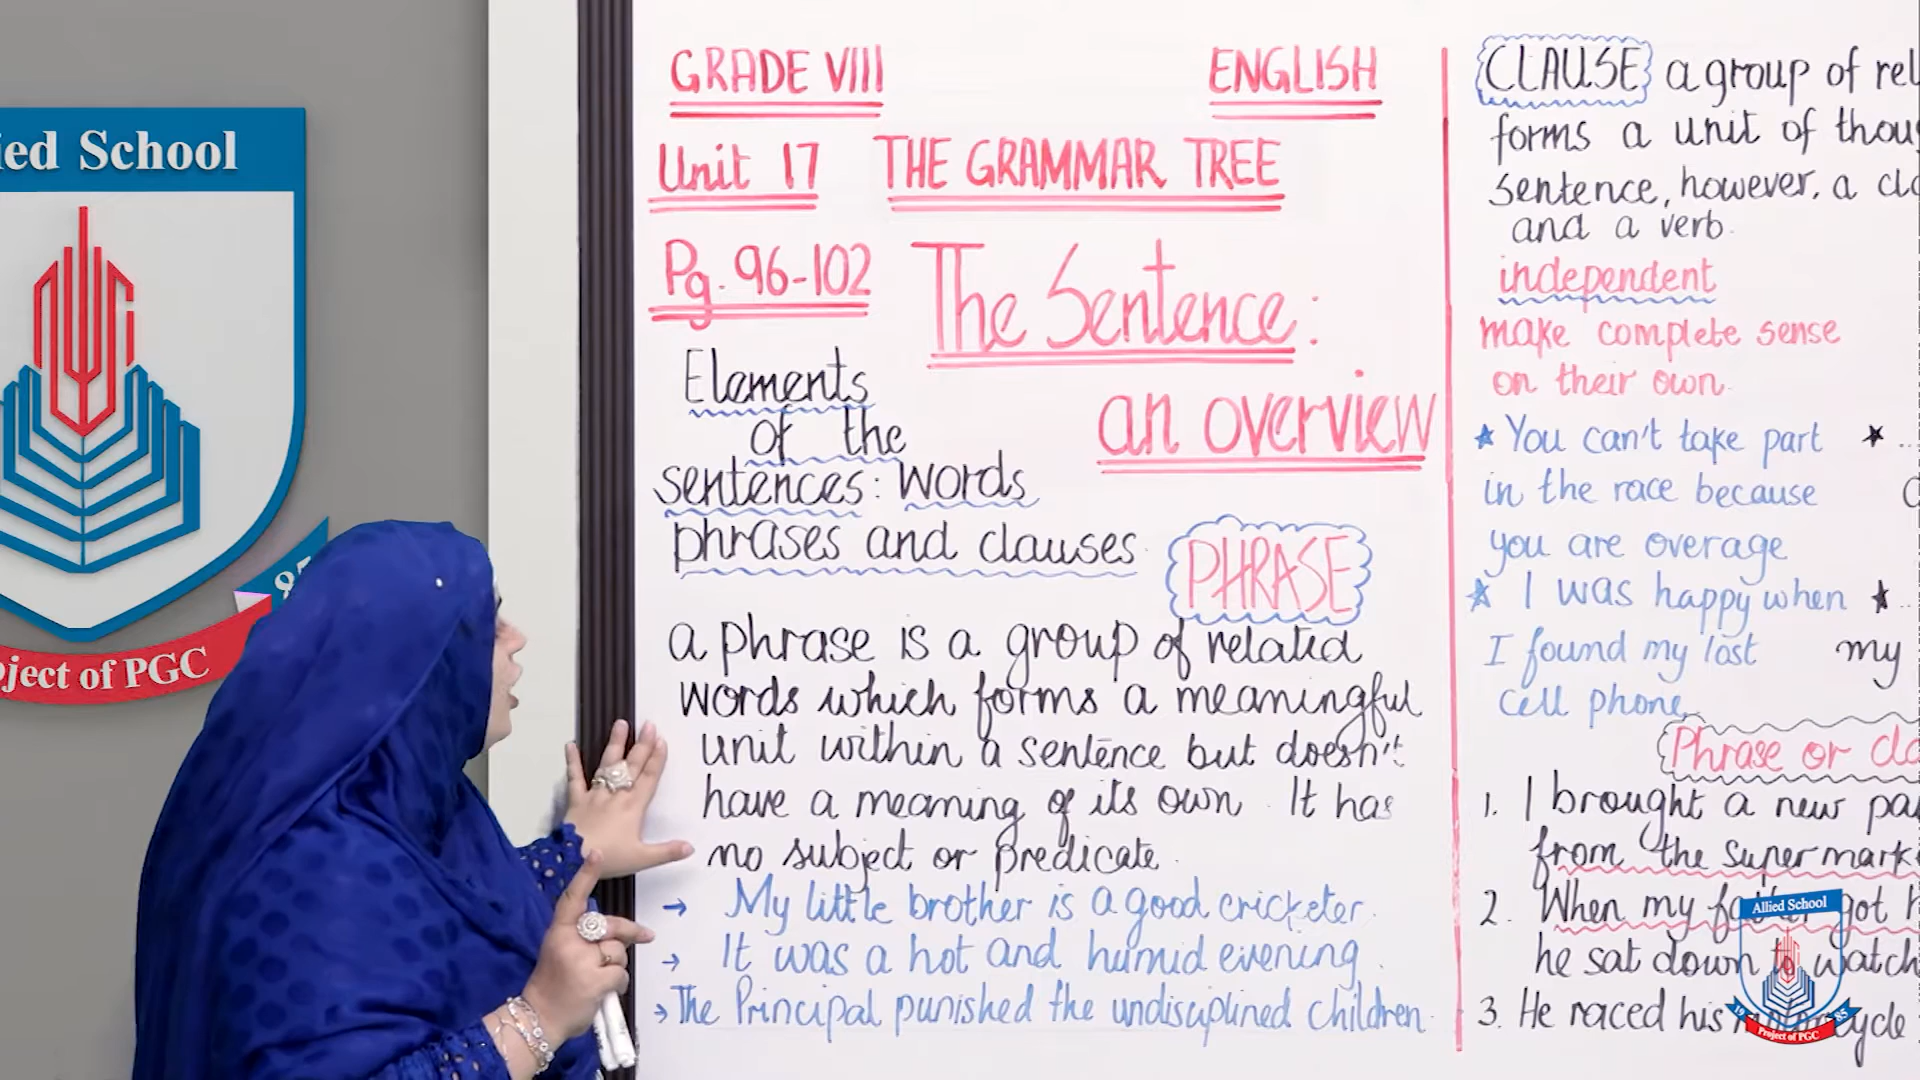 ied School
ject of PGC
GRADE VIII
ENGLISH
Unit 17 THE GRAMMAR TREE
Pg. 96-102
The Sentence:
an overview
Elements
of the
sentences: words
phrases and clauses
PHRASE
a phrase is a group of related
words which forms a meaningful
unit within a sentence but doesn't
have a meaning of its own It has
no subject or predicate.
→ My little brother is a good cricketer.
→ It was a hot and humid evening.
→ The Principal punished the undisciplined children
CLAUSE a group of rel
forms a unit of thou
sentence, however, a cl
and a verb.
independent
make complete sense
on their own.
★ You can't take part
in the race because
you are overage
★ I was happy when
I found my lost
cell phone.
★ ...
★ ...
my
Phrase or cl
1. I brought a new pa
from the supermark
2. When my got h
he sat down to watch
3. He raced his
Allied School
19 85
Project of PGC